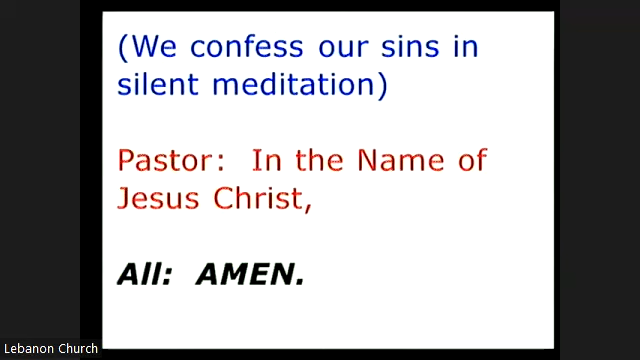 (We confess our sins in
silent meditation)
Pastor:  In the Name of
Jesus Christ,
All:  AMEN.
Lebanon Church